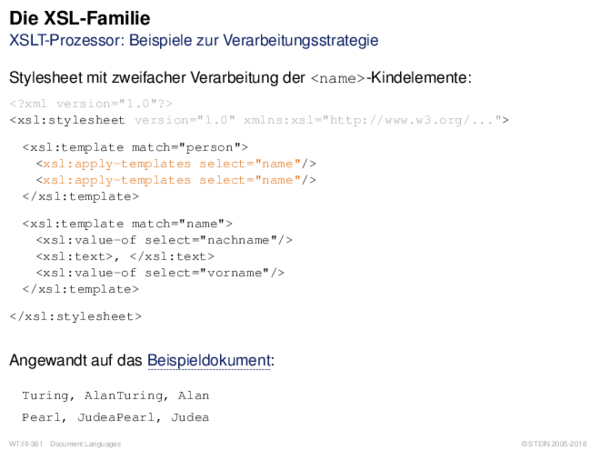 Die XSL-Familie
XSLT-Prozessor: Beispiele zur Verarbeitungsstrategie
Stylesheet mit zweifacher Verarbeitung der <name>-Kindelemente:
<?xml version="1.0"?>
<xsl:stylesheet version="1.0" xmlns:xsl="http://www.w3.org/...">
<xsl:template match="person">
<xsl:apply-templates select="name"/>
<xsl:apply-templates select="name"/>
</xsl:template>
<xsl:template match="name">
<xsl:value-of select="nachname"/>
<xsl:text>, </xsl:text>
<xsl:value-of select="vorname"/>
</xsl:template>
</xsl:stylesheet>
Angewandt auf das Beispieldokument:
Turing, AlanTuring, Alan
Pearl, JudeaPearl, Judea
WT:III-361 Document Languages
© STEIN 2005-2018